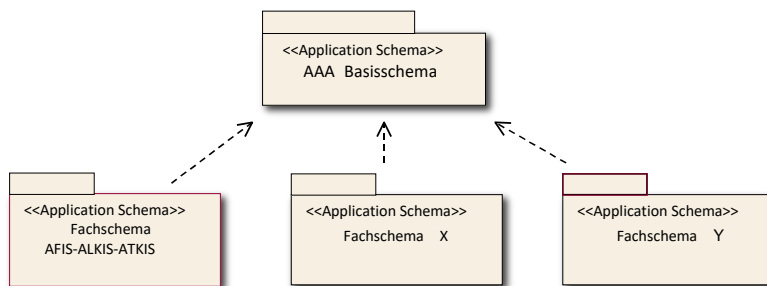 <<Application Schema>>
AAA Basisschema
<<Application Schema>>
Fachschema
AFIS-ALKIS-ATKIS
<<Application Schema>>
Fachschema X
<<Application Schema>>
Fachschema Y